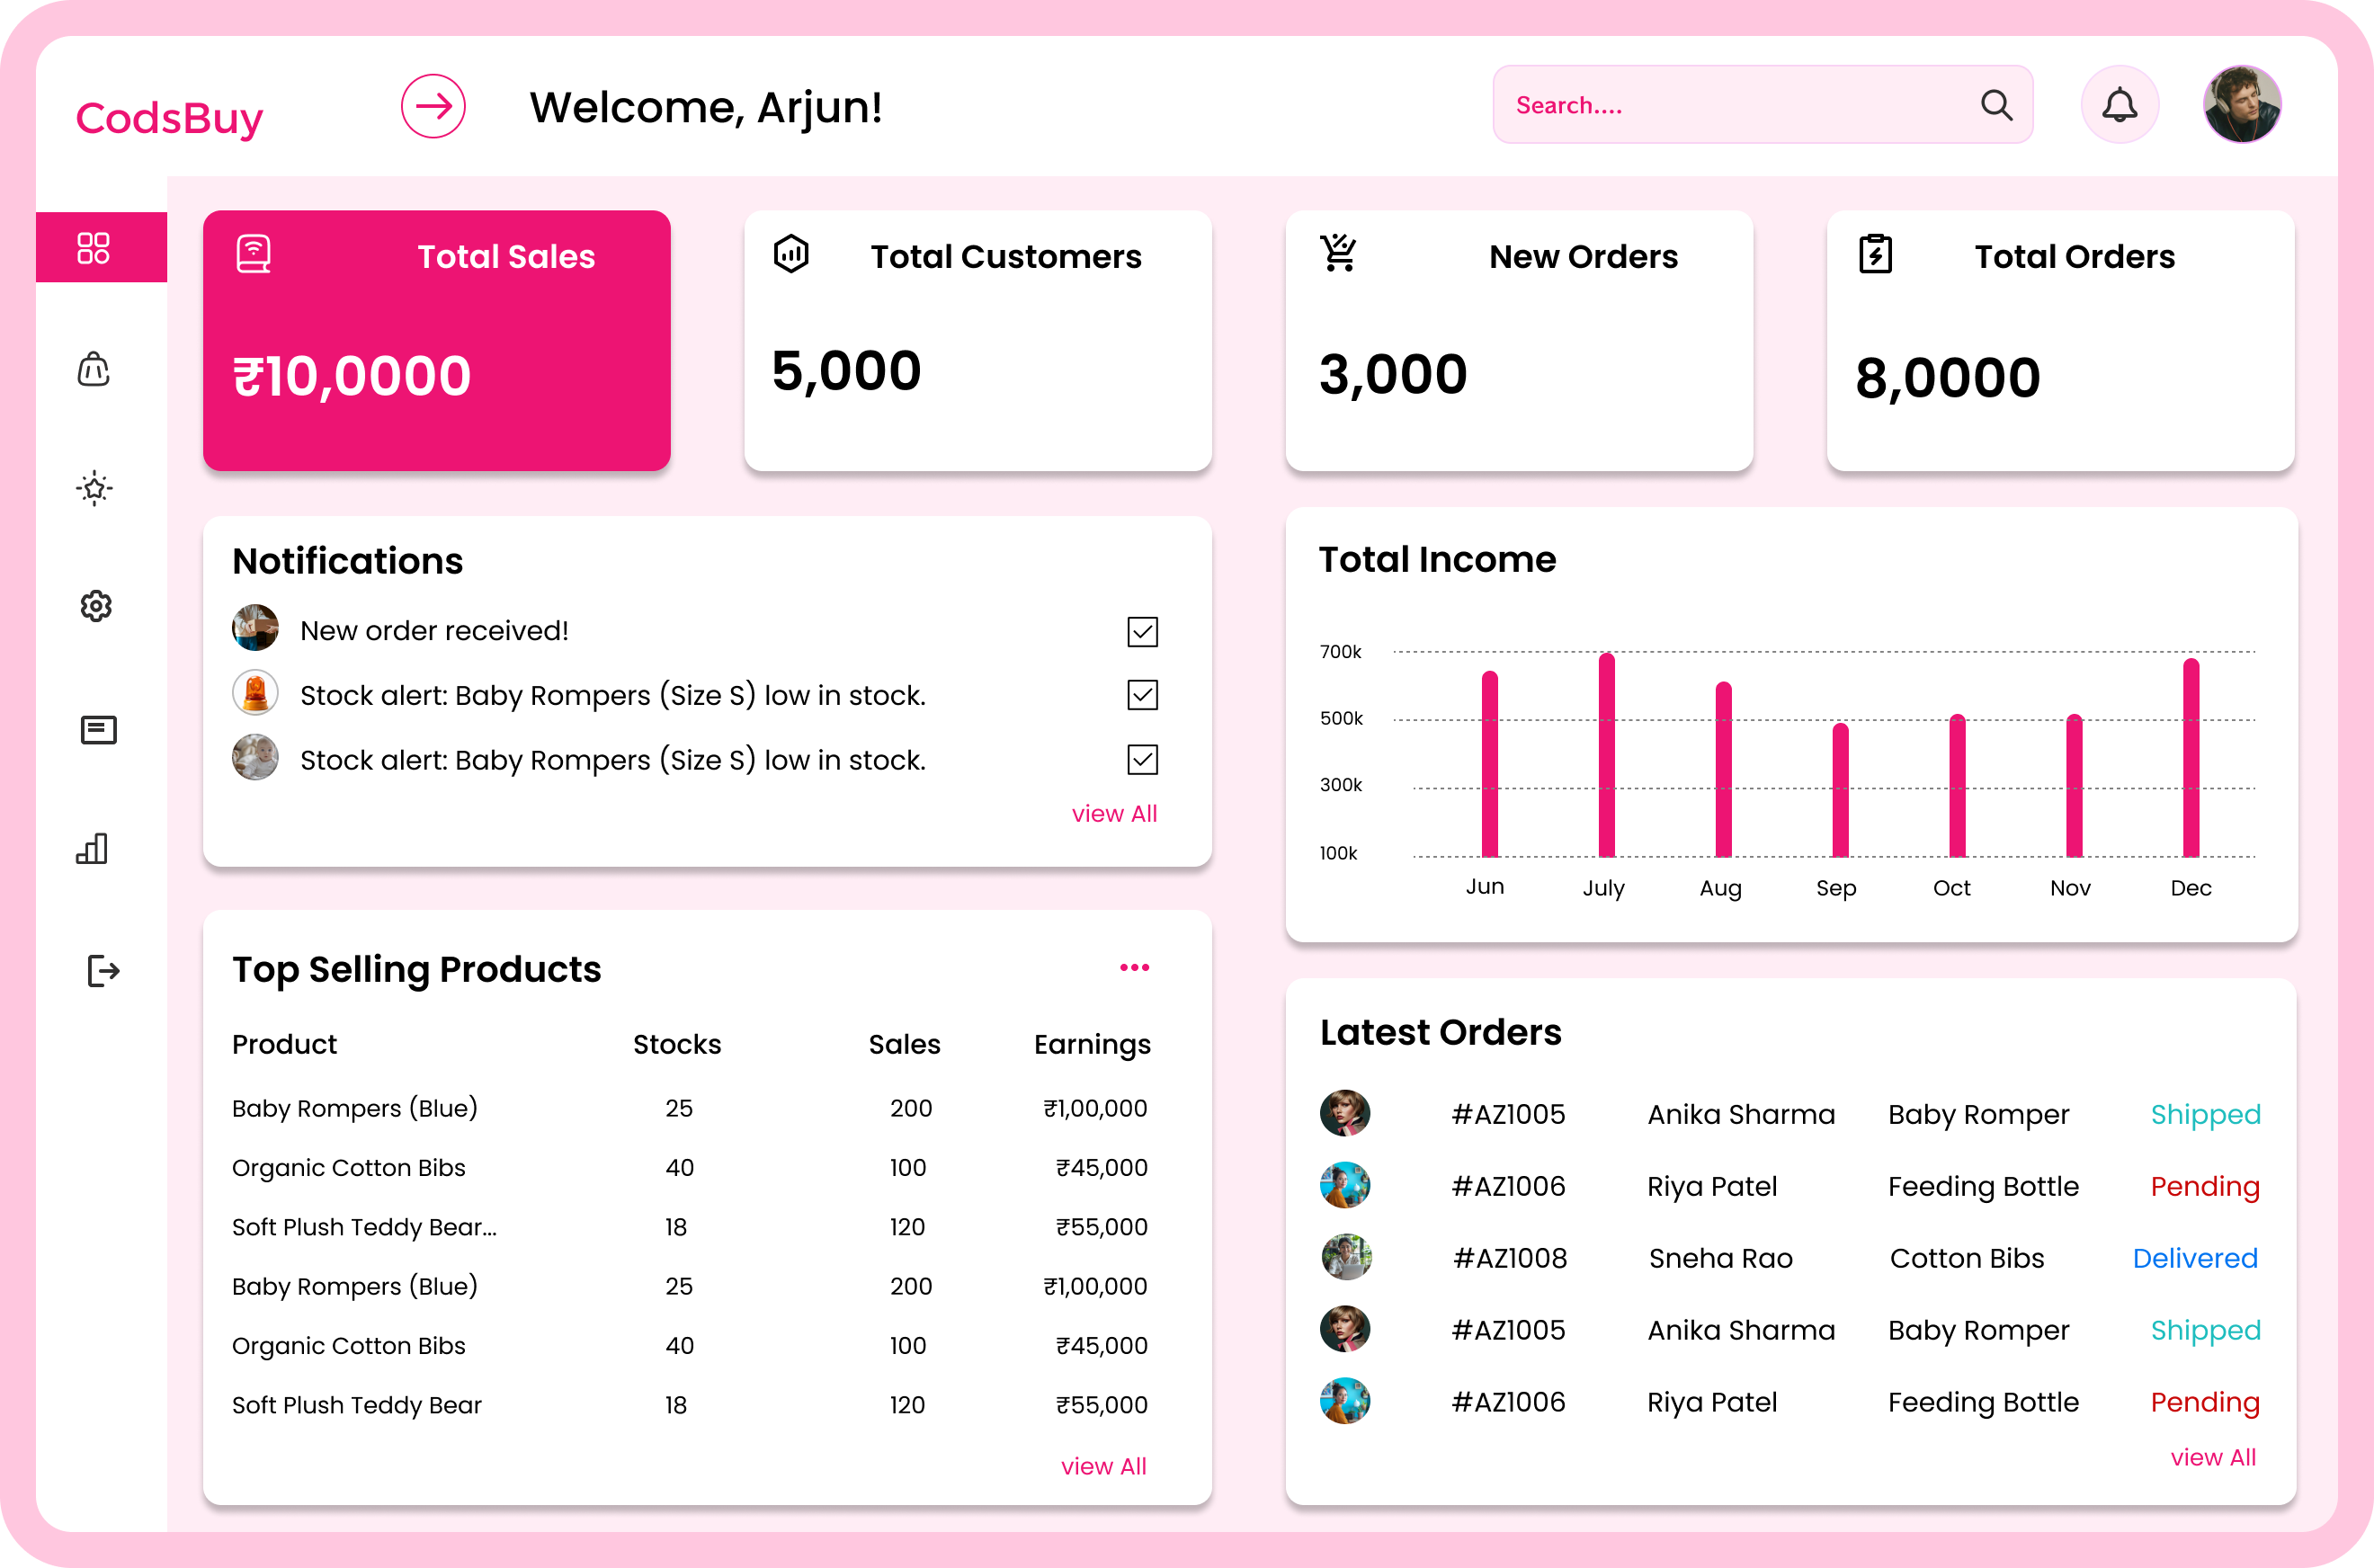 CodsBuy
Welcome, Arjun!
Search....
Total Sales
₹10,0000
Total Customers
5,000
New Orders
3,000
Total Orders
8,0000
Notifications
New order received!
Stock alert: Baby Rompers (Size S) low in stock.
Stock alert: Baby Rompers (Size S) low in stock.
view All
Total Income
700k
500k
300k
100k
Jun July Aug Sep Oct Nov Dec
Top Selling Products
Product Stocks Sales Earnings
Baby Rompers (Blue) 25 200 ₹1,00,000
Organic Cotton Bibs 40 100 ₹45,000
Soft Plush Teddy Bear... 18 120 ₹55,000
Baby Rompers (Blue) 25 200 ₹1,00,000
Organic Cotton Bibs 40 100 ₹45,000
Soft Plush Teddy Bear 18 120 ₹55,000
view All
Latest Orders
#AZ1005 Anika Sharma Baby Romper Shipped
#AZ1006 Riya Patel Feeding Bottle Pending
#AZ1008 Sneha Rao Cotton Bibs Delivered
#AZ1005 Anika Sharma Baby Romper Shipped
#AZ1006 Riya Patel Feeding Bottle Pending
view All